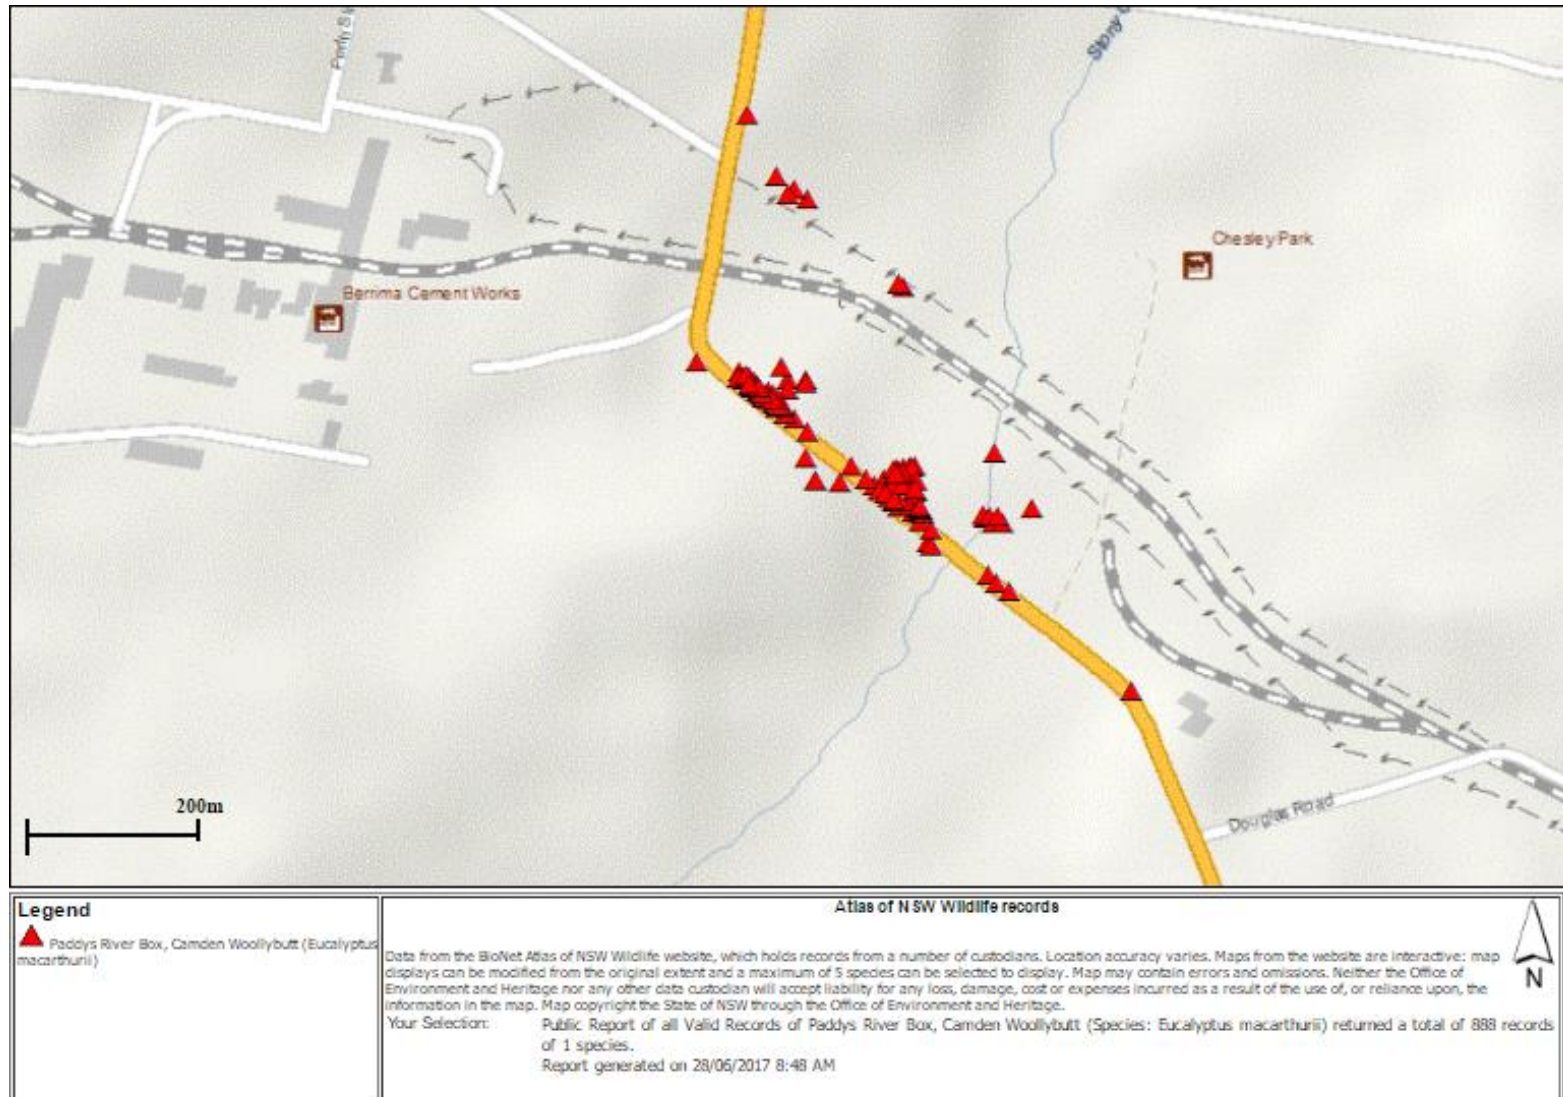 Stony
Chesley Park
Berrima Cement Works
200m
Douglas Road
Legend
Paddys River Box, Camden Woollybutt (Eucalyptus
macarthurii)
Atlas of NSW Wildlife records
Data from the BioNet Atlas of NSW Wildlife website, which holds records from a number of custodians. Location accuracy varies. Maps from the website are interactive: map
displays can be modified from the original extent and a maximum of 5 species can be selected to display. Map may contain errors and omissions. Neither the Office of
Environment and Heritage nor any other data custodian will accept liability for any loss, damage, cost or expenses incurred as a result of the use of, or reliance upon, the
information in the map. Map copyright the State of NSW through the Office of Environment and Heritage.
Your Selection: Public Report of all Valid Records of Paddys River Box, Camden Woollybutt (Species: Eucalyptus macarthurii) returned a total of 888 records
of 1 species.
Report generated on 28/06/2017 8:48 AM
N